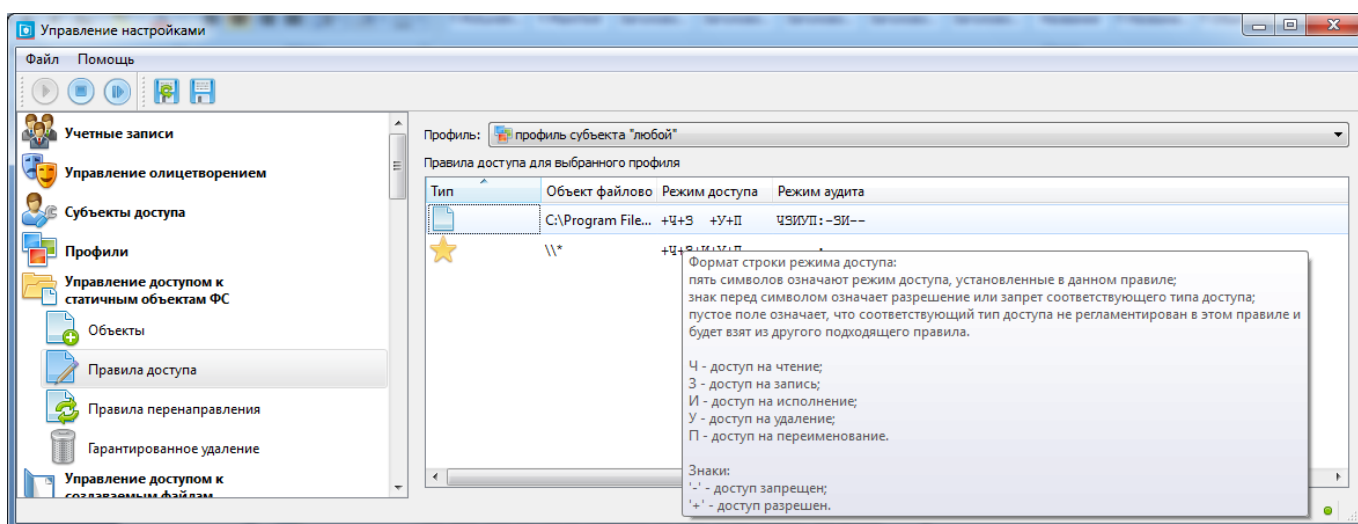 Управление настройками
Файл Помощь
Учетные записи
Управление олицетворением
Субъекты доступа
Профили
Управление доступом к
статичным объектам ФС
Объекты
Правила доступа
Правила перенаправления
Гарантированное удаление
Управление доступом к
создаваемым файлам
Профиль: профиль субъекта "любой"
Правила доступа для выбранного профиля
Тип Объект файлово Режим доступа Режим аудита
C:\Program File... +Ч+З +У+П ЧЗИУП:-ЗИ--
\\* +Ч+З+И+У+П
Формат строки режима доступа:
пять символов означают режим доступа, установленные в данном правиле;
знак перед символом означает разрешение или запрет соответствующего типа доступа;
пустое поле означает, что соответствующий тип доступа не регламентирован в этом правиле и
будет взят из другого подходящего правила.
Ч - доступ на чтение;
З - доступ на запись;
И - доступ на исполнение;
У - доступ на удаление;
П - доступ на переименование.
Знаки:
'-' - доступ запрещен;
'+' - доступ разрешен.